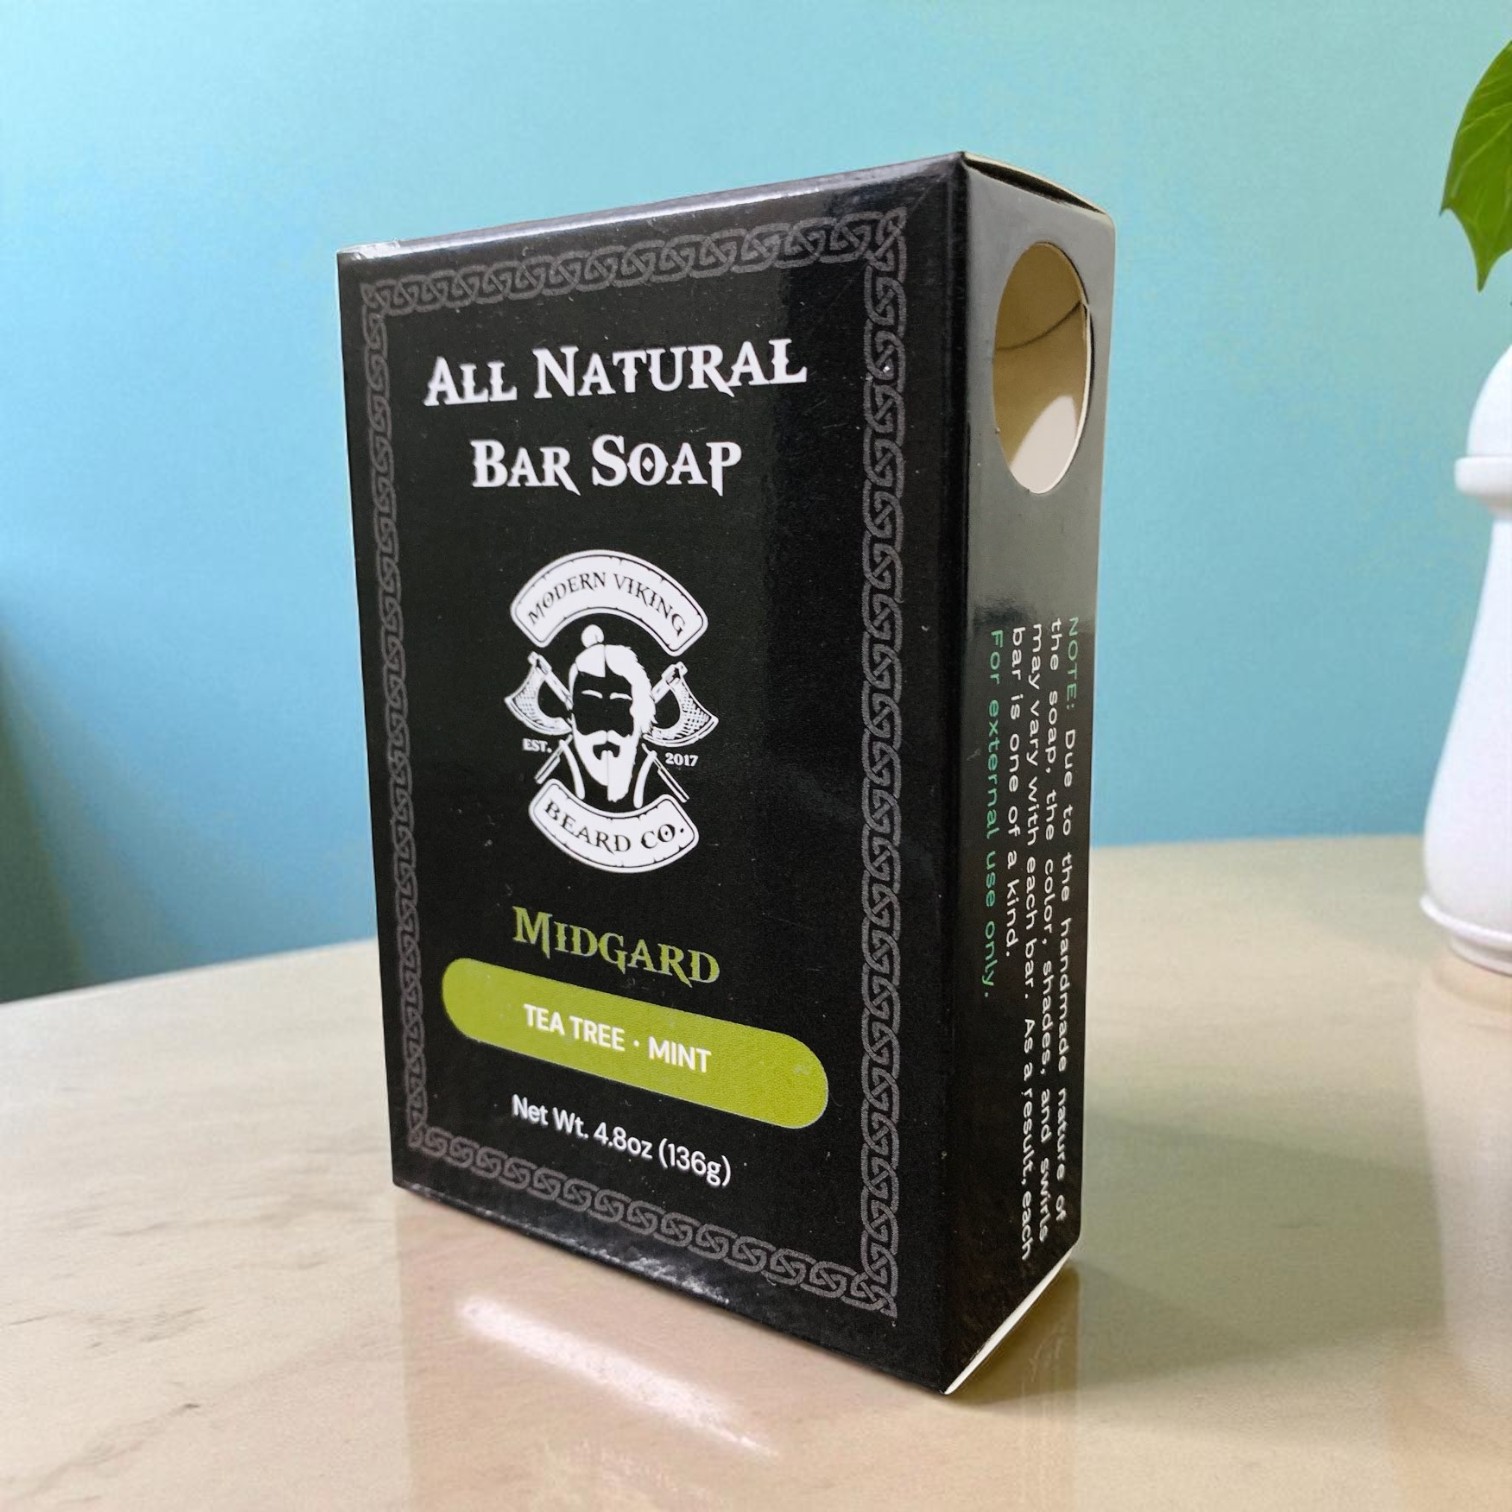 All Natural
Bar Soap
MODERN VIKING
EST. 2017
BEARD CO.
Midgard
TEA TREE · MINT
Net Wt. 4.8oz (136g)
NOTE: Due to the handmade nature of
the soap, the color, shades, and swirls
may vary with each bar. As a result, each
bar is one of a kind.
For external use only.